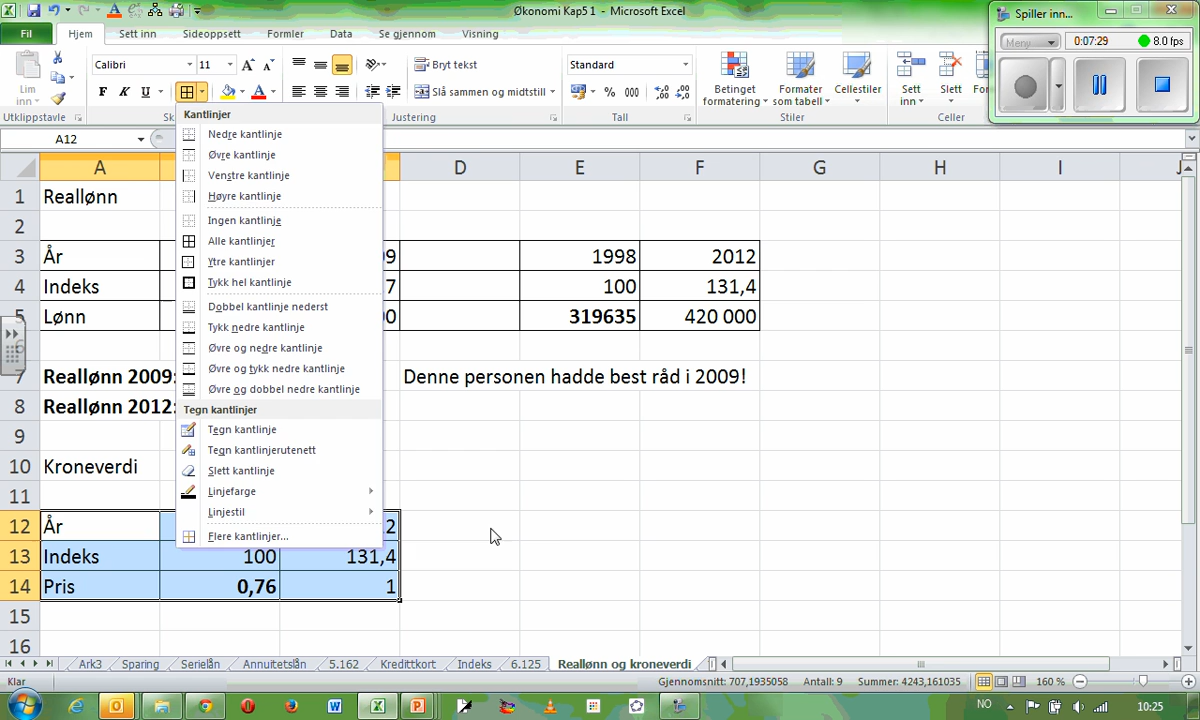 Økonomi Kap5 1 - Microsoft Excel
Spiller inn...
Fil Hjem Sett inn Sideoppsett Formler Data Se gjennom Visning
Meny 0:07:29 8.0 fps
Lim inn
Calibri 11
F K U
Bryt tekst
Slå sammen og midtstill
Standard
% 000
Betinget formatering
Formater som tabell
Cellestiler
Sett inn
Slett
Utklippstavle Justering Tall Stiler Celler
A12
Kantlinjer
Nedre kantlinje
Øvre kantlinje
Venstre kantlinje
Høyre kantlinje
Ingen kantlinje
Alle kantlinjer
Ytre kantlinjer
Tykk hel kantlinje
Dobbel kantlinje nederst
Tykk nedre kantlinje
Øvre og nedre kantlinje
Øvre og tykk nedre kantlinje
Øvre og dobbel nedre kantlinje
Tegn kantlinjer
Tegn kantlinje
Tegn kantlinjerutenett
Slett kantlinje
Linjefarge
Linjestil
Flere kantlinjer...
A D E F G H I J
1 Reallønn
2
3 År 9 1998 2012
4 Indeks 7 100 131,4
5 Lønn 0 319635 420 000
6
7 Reallønn 2009: Denne personen hadde best råd i 2009!
8 Reallønn 2012:
9
10 Kroneverdi
11
12 År 2
13 Indeks 100 131,4
14 Pris 0,76 1
15
16
Ark3 Sparing Serielån Annuitetslån 5.162 Kredittkort Indeks 6.125 Reallønn og kroneverdi
Klar Gjennomsnitt: 707,1935058 Antall: 9 Summer: 4243,161035 160 %
NO 10:25